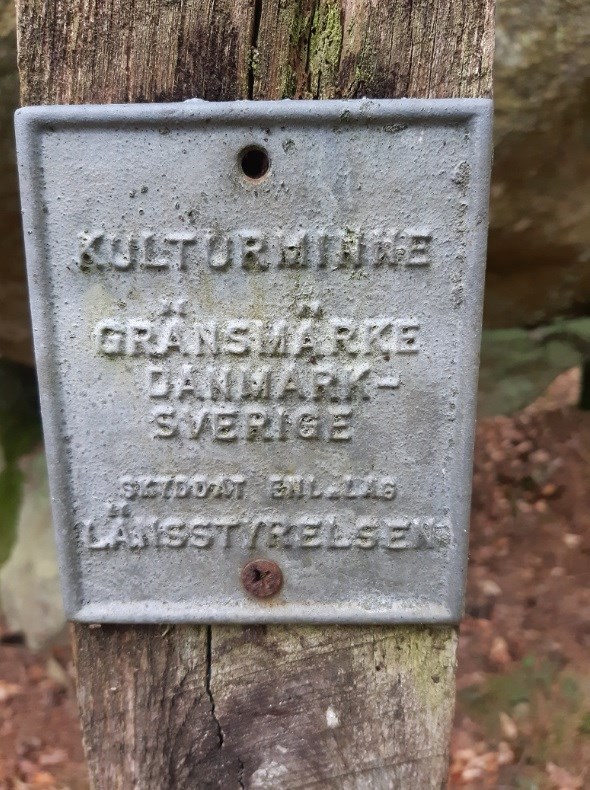 KULTURMINNE
GRÄNSMÄRKE
DANMARK-
SVERIGE
SKYDDAT ENL. LAG
LÄNSSTYRELSEN